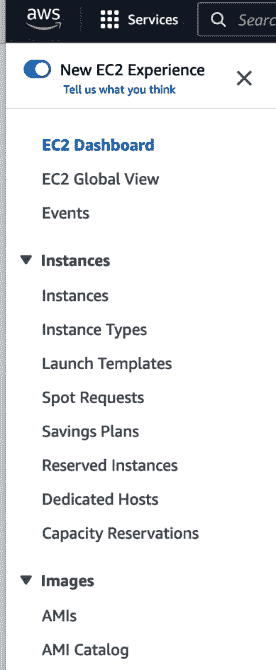 aws
Services
Searc
New EC2 Experience
Tell us what you think
EC2 Dashboard
EC2 Global View
Events
Instances
Instances
Instance Types
Launch Templates
Spot Requests
Savings Plans
Reserved Instances
Dedicated Hosts
Capacity Reservations
Images
AMIs
AMI Catalog